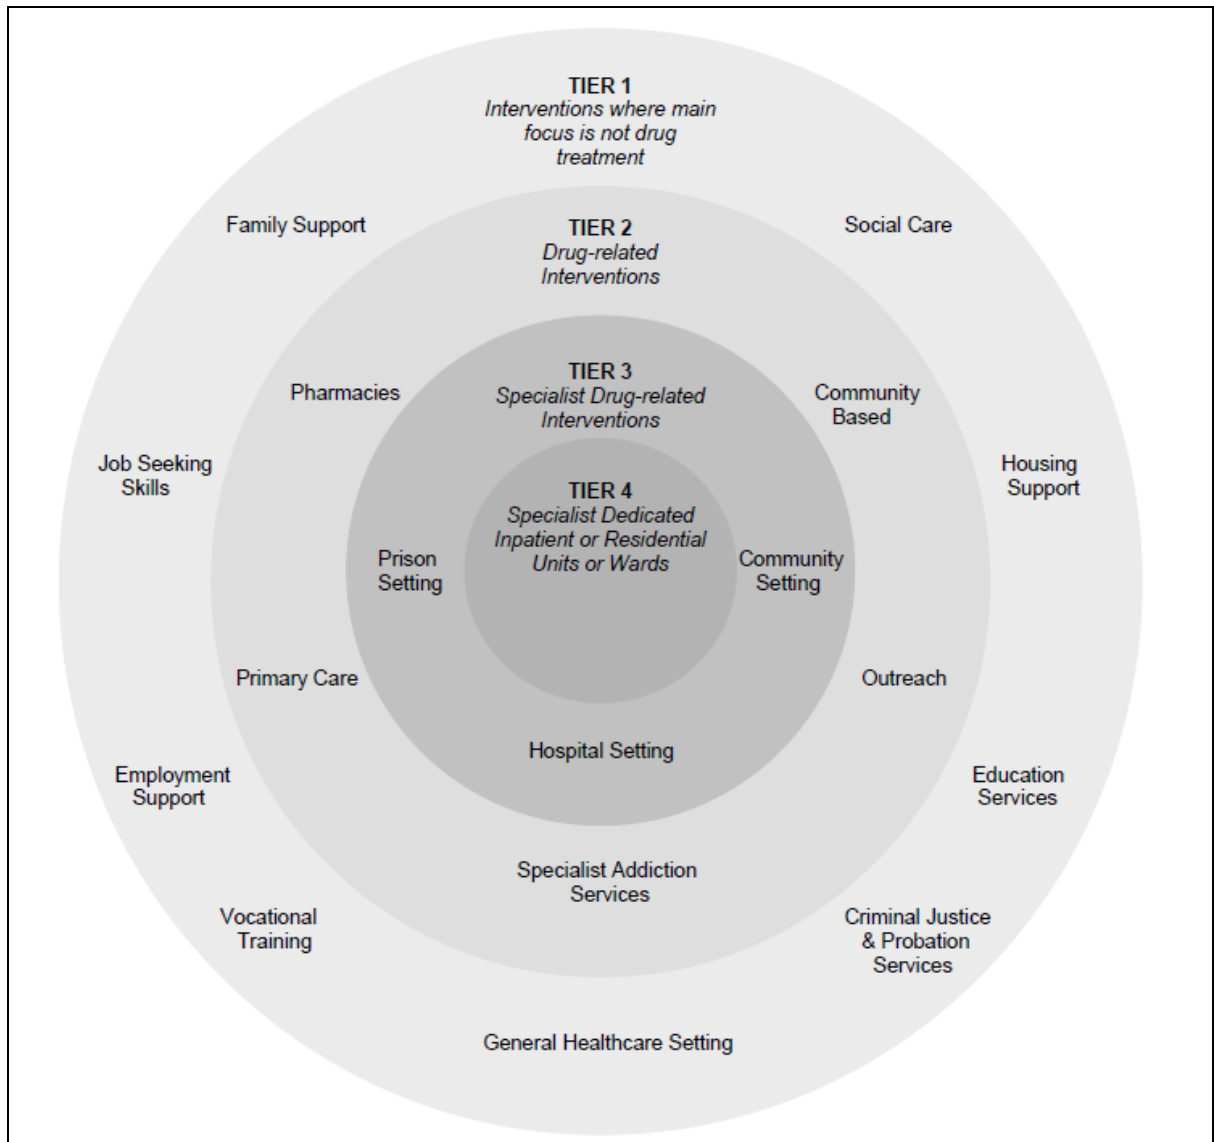 TIER 1
Interventions where main
focus is not drug
treatment
Family Support
Social Care
TIER 2
Drug-related
Interventions
TIER 3
Specialist Drug-related
Interventions
Pharmacies
Community
Based
Job Seeking
Skills
Housing
Support
TIER 4
Specialist Dedicated
Inpatient or Residential
Units or Wards
Prison
Setting
Community
Setting
Primary Care
Outreach
Hospital Setting
Employment
Support
Education
Services
Specialist Addiction
Services
Vocational
Training
Criminal Justice
& Probation
Services
General Healthcare Setting